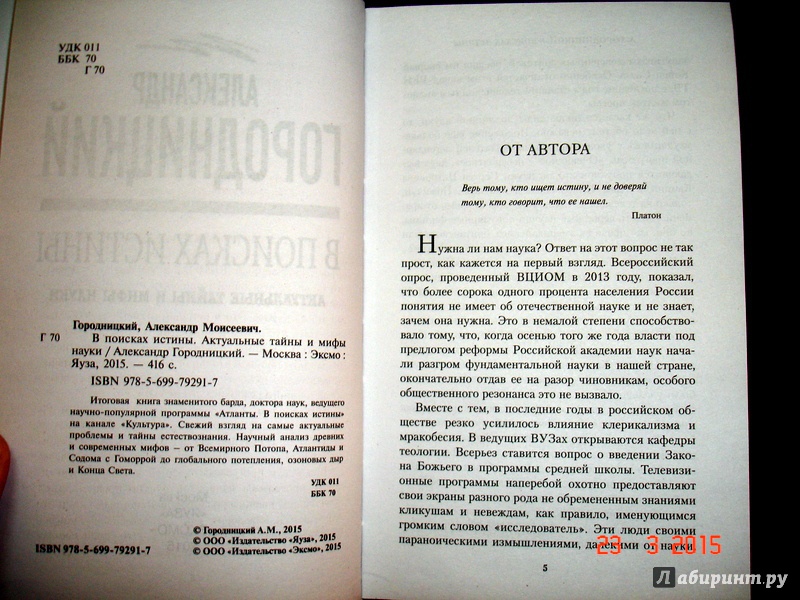 УДК 011
ББК 70
Г 70
АЛЕКСАНДР
ГОРОДНИЦКИЙ
В ПОИСКАХ ИСТИНЫ
АКТУАЛЬНЫЕ ТАЙНЫ И МИФЫ НАУКИ
Городницкий, Александр Моисеевич.
Г 70 В поисках истины. Актуальные тайны и мифы
науки / Александр Городницкий. — Москва : Эксмо :
Яуза, 2015. — 416 с.
ISBN 978-5-699-79291-7
Итоговая книга знаменитого барда, доктора наук, ведущего
научно-популярной программы «Атланты. В поисках истины»
на канале «Культура». Свежий взгляд на самые актуальные
проблемы и тайны естествознания. Научный анализ древних
и современных мифов – от Всемирного Потопа, Атлантиды и
Содома с Гоморрой до глобального потепления, озоновых дыр
и Конца Света.
УДК 011
ББК 70
© Городницкий А.М., 2015
© ООО «Издательство «Яуза», 2015
ISBN 978-5-699-79291-7 © ООО «Издательство «Эксмо», 2015
ОТ АВТОРА
Верь тому, кто ищет истину, и не доверяй
тому, кто говорит, что ее нашел.
Платон
Нужна ли нам наука? Ответ на этот вопрос не так
прост, как кажется на первый взгляд. Всероссийский
опрос, проведенный ВЦИОМ в 2013 году, показал,
что более сорока одного процента населения России
понятия не имеет об отечественной науке и не знает,
зачем она нужна. Это в немалой степени способство-
вало тому, что, когда осенью того же года власти под
предлогом реформы Российской академии наук нача-
ли разгром фундаментальной науки в нашей стране,
окончательно отдав ее на разор чиновникам, особого
общественного резонанса это не вызвало.
Вместе с тем, в последние годы в российском об-
ществе резко усилилось влияние клерикализма и
мракобесия. В ведущих ВУЗах открываются кафедры
теологии. Всерьез ставится вопрос о введении Зако-
на Божьего в программы средней школы. Телевизи-
онные программы наперебой охотно предоставляют
свои экраны разного рода не обремененным знаниями
кликушам и невеждам, как правило, именующимся
громким словом «исследователь». Эти люди своими
параноическими измышлениями, далекими от науки,
5
23 3 2015
Лабиринт.ру